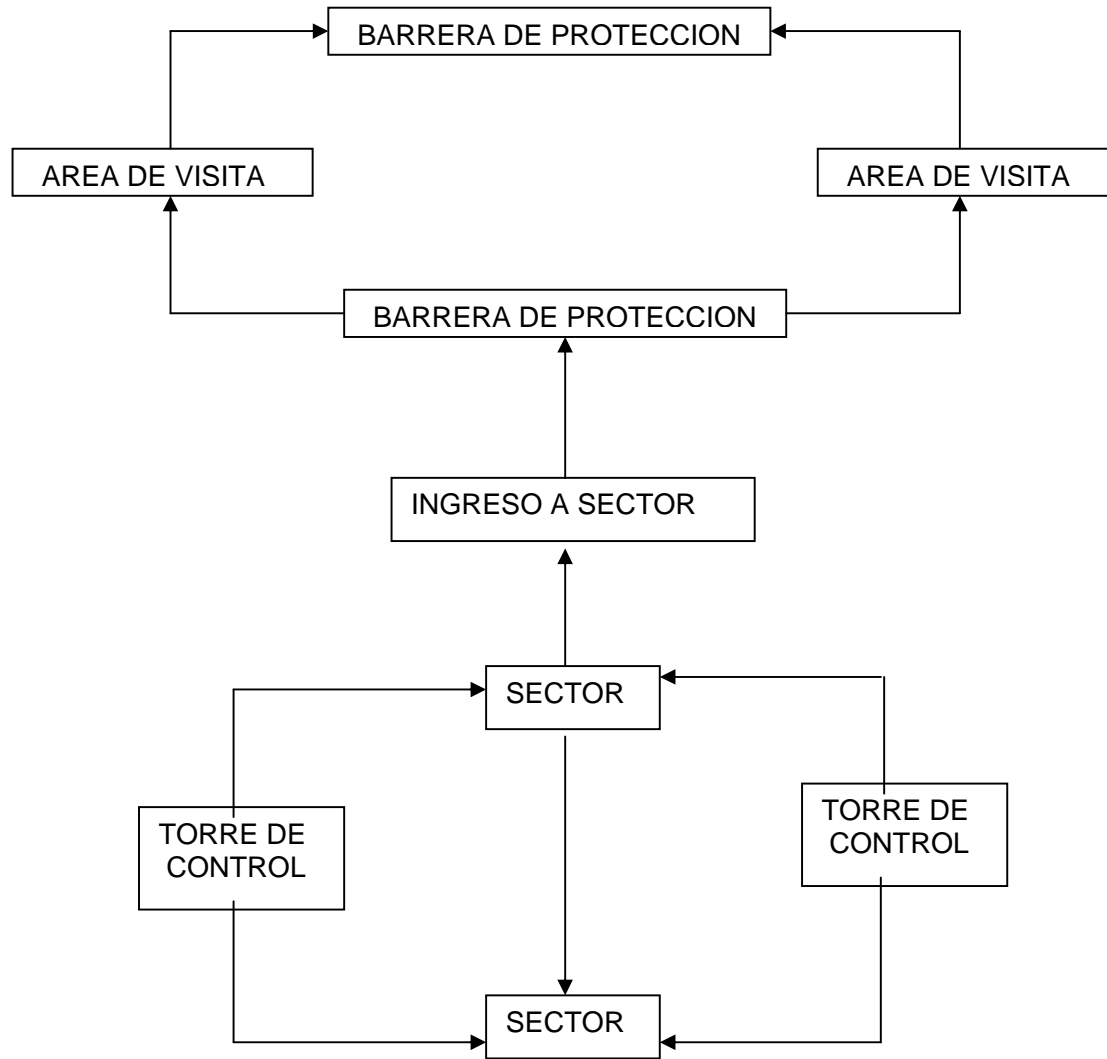 BARRERA DE PROTECCION
AREA DE VISITA
AREA DE VISITA
BARRERA DE PROTECCION
INGRESO A SECTOR
SECTOR
TORRE DE
CONTROL
TORRE DE
CONTROL
SECTOR